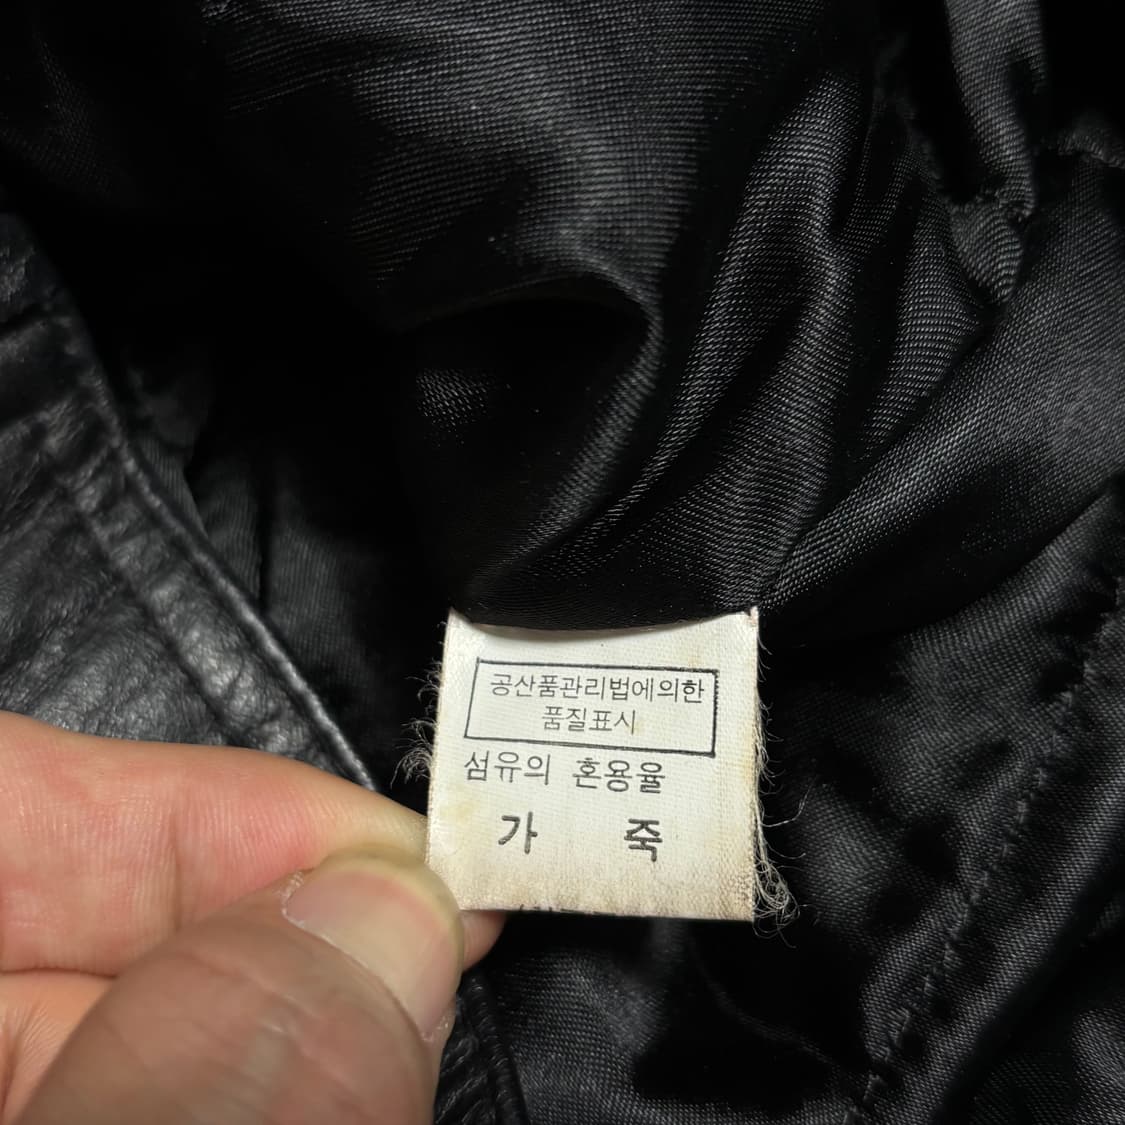 공산품관리법에의한
품질표시
섬유의 혼용율
가 죽